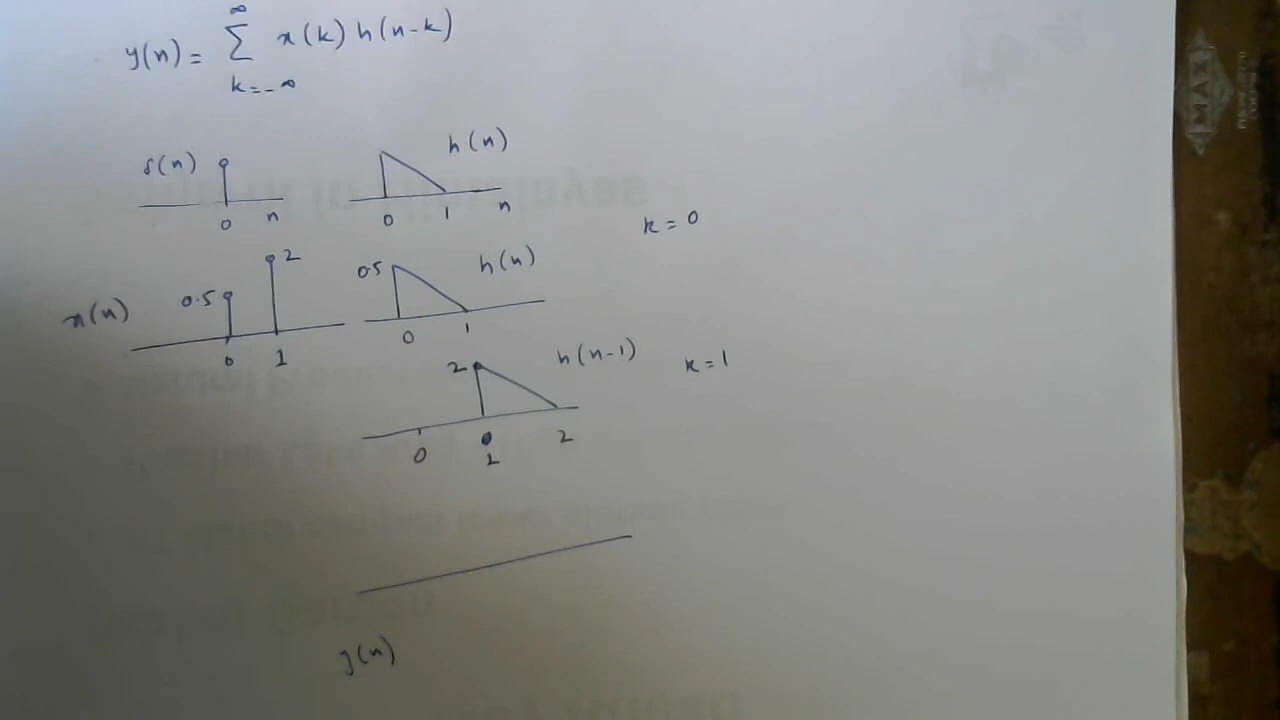 y(n) = ∞ Σ k=-∞ x(k) h(n-k)
δ(n) 0 n
h(n) 0 1 n
k = 0
x(n) 0.5 2 0 1
0.5 h(n) 0 1
2 h(n-1) 0 1 2
k = 1
y(n)
MAX